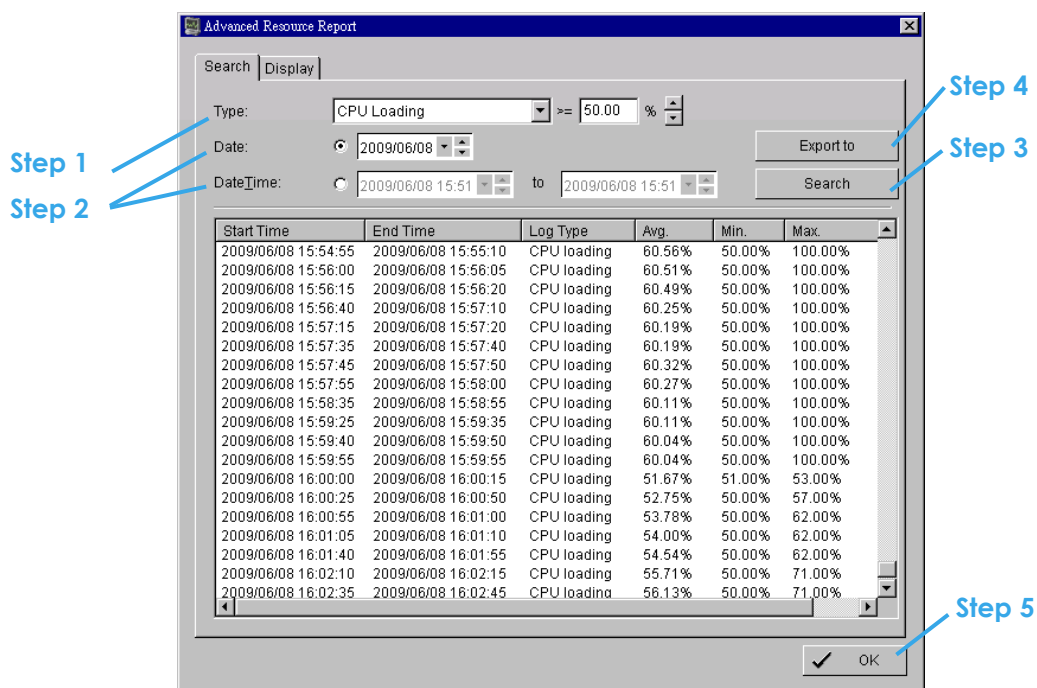 Advanced Resource Report
Search Display
Type: CPU Loading >= 50.00 %
Step 4
Date: 2009/06/08 Export to
Step 3
Step 1
DateTime: 2009/06/08 15:51 to 2009/06/08 15:51 Search
Step 2
Start Time End Time Log Type Avg. Min. Max.
2009/06/08 15:54:55 2009/06/08 15:55:10 CPU loading 60.56% 50.00% 100.00%
2009/06/08 15:56:00 2009/06/08 15:56:05 CPU loading 60.51% 50.00% 100.00%
2009/06/08 15:56:15 2009/06/08 15:56:20 CPU loading 60.49% 50.00% 100.00%
2009/06/08 15:56:40 2009/06/08 15:57:10 CPU loading 60.25% 50.00% 100.00%
2009/06/08 15:57:15 2009/06/08 15:57:20 CPU loading 60.19% 50.00% 100.00%
2009/06/08 15:57:35 2009/06/08 15:57:40 CPU loading 60.19% 50.00% 100.00%
2009/06/08 15:57:45 2009/06/08 15:57:50 CPU loading 60.32% 50.00% 100.00%
2009/06/08 15:57:55 2009/06/08 15:58:00 CPU loading 60.27% 50.00% 100.00%
2009/06/08 15:58:35 2009/06/08 15:58:55 CPU loading 60.11% 50.00% 100.00%
2009/06/08 15:59:25 2009/06/08 15:59:35 CPU loading 60.11% 50.00% 100.00%
2009/06/08 15:59:40 2009/06/08 15:59:50 CPU loading 60.04% 50.00% 100.00%
2009/06/08 15:59:55 2009/06/08 15:59:55 CPU loading 60.04% 50.00% 100.00%
2009/06/08 16:00:00 2009/06/08 16:00:15 CPU loading 51.67% 51.00% 53.00%
2009/06/08 16:00:25 2009/06/08 16:00:50 CPU loading 52.75% 50.00% 57.00%
2009/06/08 16:00:55 2009/06/08 16:01:00 CPU loading 53.78% 50.00% 62.00%
2009/06/08 16:01:05 2009/06/08 16:01:10 CPU loading 54.00% 50.00% 62.00%
2009/06/08 16:01:40 2009/06/08 16:01:55 CPU loading 54.54% 50.00% 62.00%
2009/06/08 16:02:10 2009/06/08 16:02:15 CPU loading 55.71% 50.00% 71.00%
2009/06/08 16:02:35 2009/06/08 16:02:45 CPU loading 56.13% 50.00% 71.00%
Step 5
OK